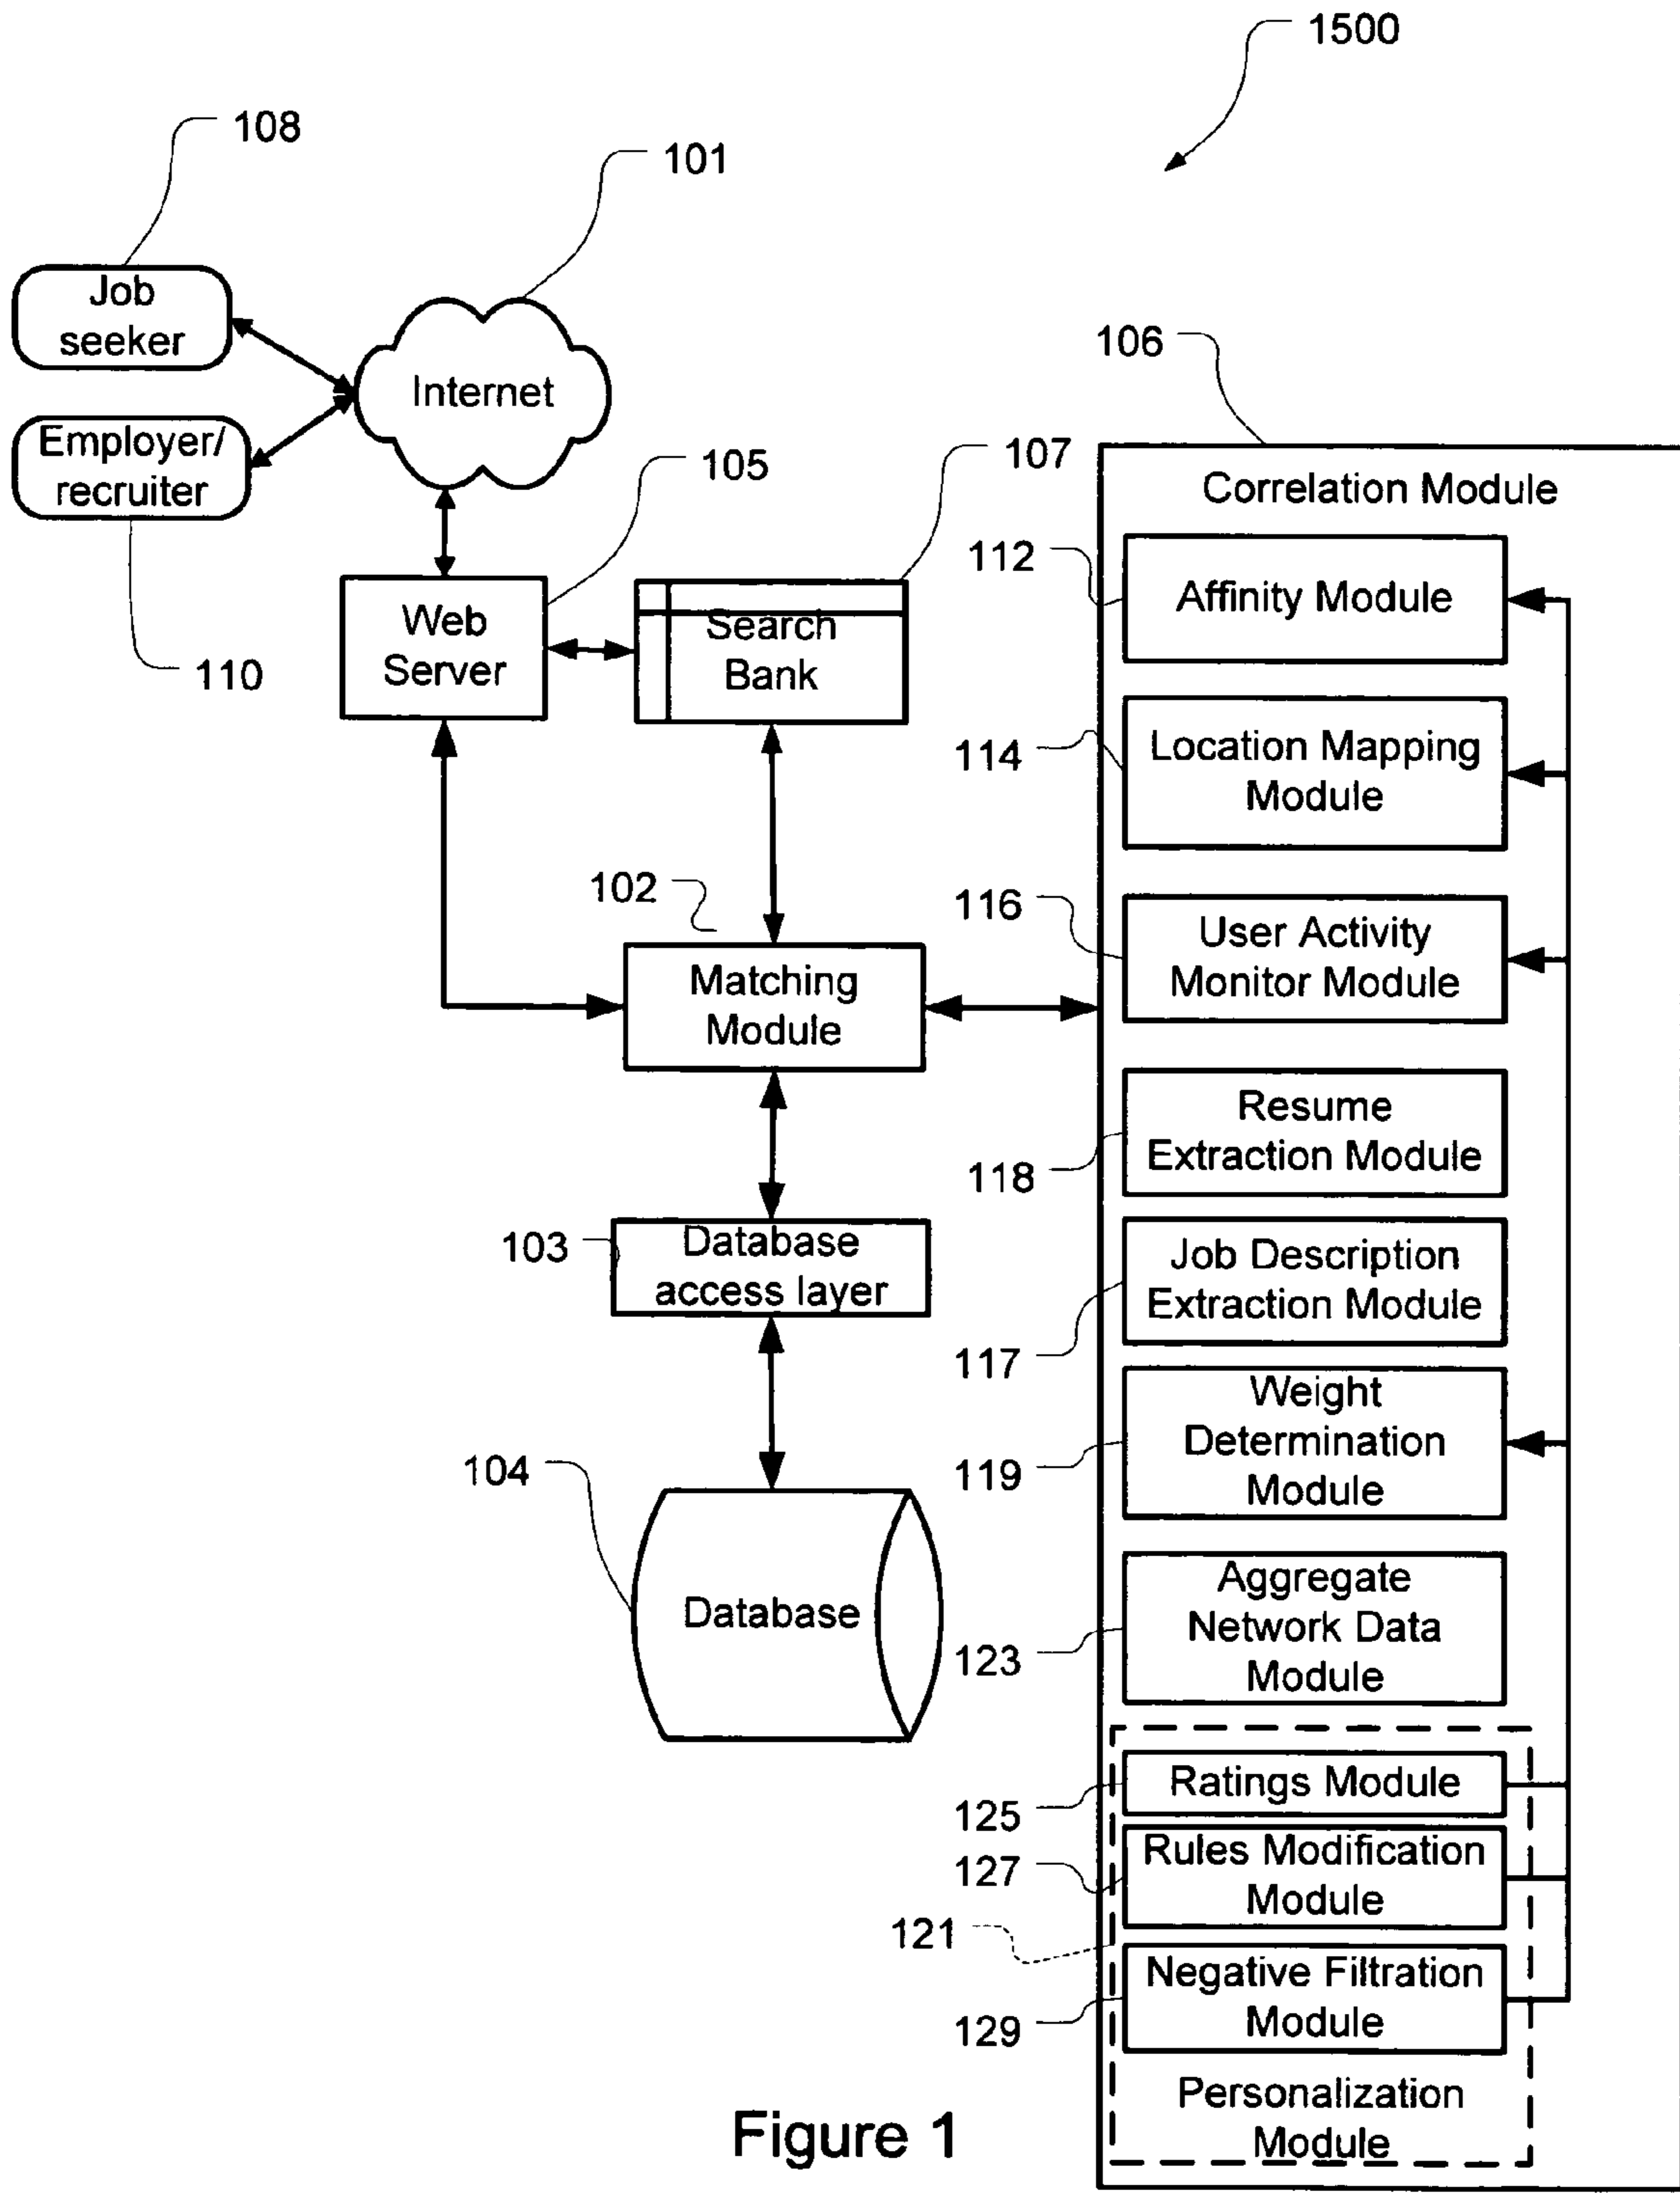 1500
108
101
Job
seeker
Internet
106
Employer/
recruiter
105
107
Correlation Module
112
Affinity Module
Web
Server
Search
Bank
110
114
Location Mapping
Module
102
116
User Activity
Monitor Module
Matching
Module
118
Resume
Extraction Module
103
Database
access layer
117
Job Description
Extraction Module
119
Weight
Determination
Module
104
Database
123
Aggregate
Network Data
Module
125
Ratings Module
127
Rules Modification
Module
121
129
Negative Filtration
Module
Personalization
Module
Figure 1